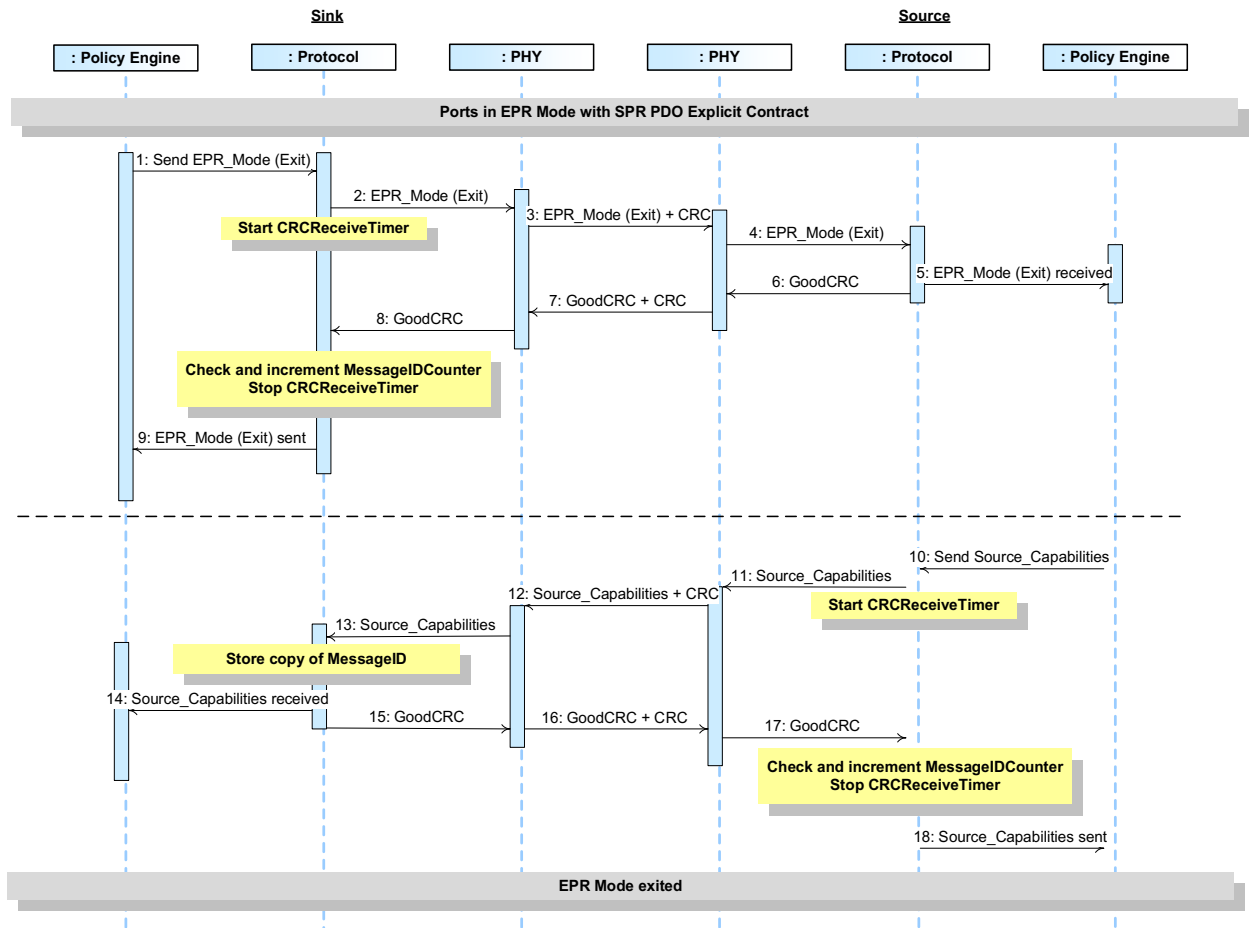 Sink
Source
: Policy Engine
: Protocol
: PHY
: PHY
: Protocol
: Policy Engine
Ports in EPR Mode with SPR PDO Explicit Contract
1: Send EPR_Mode (Exit)
2: EPR_Mode (Exit)
Start CRCReceiveTimer
3: EPR_Mode (Exit) + CRC
4: EPR_Mode (Exit)
5: EPR_Mode (Exit) received
6: GoodCRC
7: GoodCRC + CRC
8: GoodCRC
Check and increment MessageIDCounter
Stop CRCReceiveTimer
9: EPR_Mode (Exit) sent
10: Send Source_Capabilities
11: Source_Capabilities
Start CRCReceiveTimer
12: Source_Capabilities + CRC
13: Source_Capabilities
Store copy of MessageID
14: Source_Capabilities received
15: GoodCRC
16: GoodCRC + CRC
17: GoodCRC
Check and increment MessageIDCounter
Stop CRCReceiveTimer
18: Source_Capabilities sent
EPR Mode exited